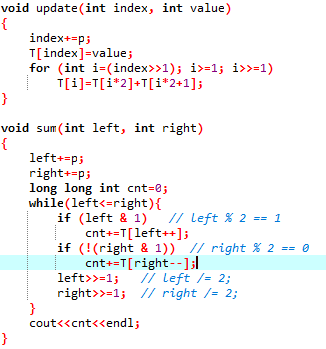 void update(int index, int value)
{
index+=p;
T[index]=value;
for (int i=(index>>1); i>=1; i>>=1)
T[i]=T[i*2]+T[i*2+1];
}
void sum(int left, int right)
{
left+=p;
right+=p;
long long int cnt=0;
while(left<=right){
if (left & 1)   // left % 2 == 1
cnt+=T[left++];
if (!(right & 1))  // right % 2 == 0
cnt+=T[right--];
left>>=1;   // left /= 2;
right>>=1;  // right /= 2;
}
cout<<cnt<<endl;
}